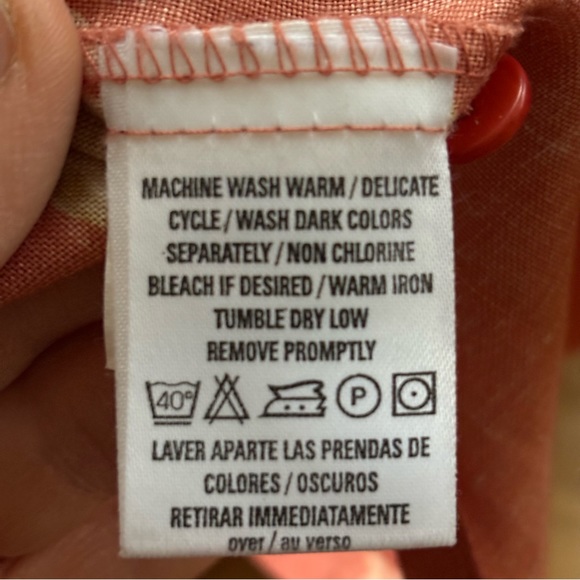 MACHINE WASH WARM / DELICATE
CYCLE / WASH DARK COLORS
SEPARATELY / NON CHLORINE
BLEACH IF DESIRED / WARM IRON
TUMBLE DRY LOW
REMOVE PROMPTLY
40° P
LAVER APARTE LAS PRENDAS DE
COLORES / OSCUROS
RETIRAR IMMEDIATAMENTE
over / au verso